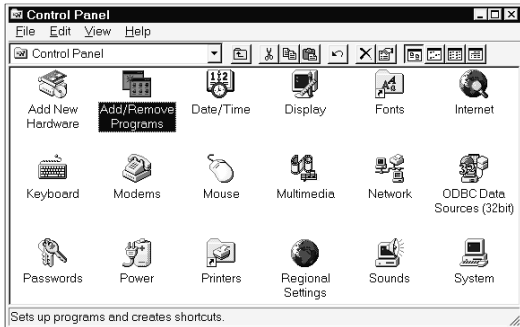 Control Panel
File Edit View Help
Control Panel
Add New Hardware
Add/Remove Programs
Date/Time
Display
Fonts
Internet
Keyboard
Modems
Mouse
Multimedia
Network
ODBC Data Sources (32bit)
Passwords
Power
Printers
Regional Settings
Sounds
System
Sets up programs and creates shortcuts.